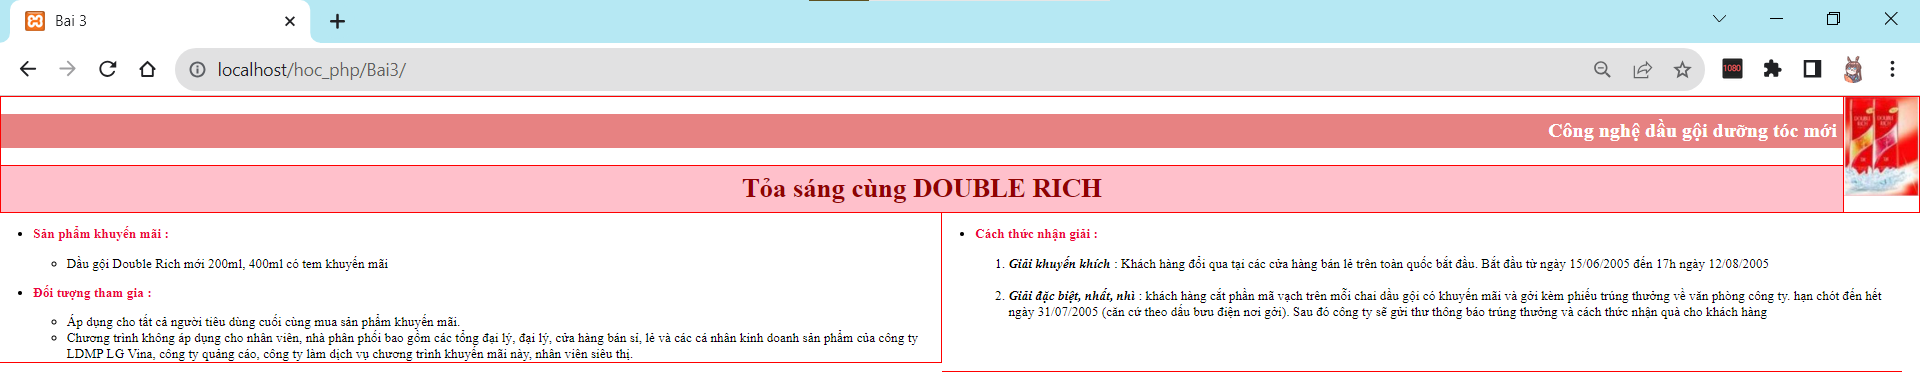 Bai 3
localhost/hoc_php/Bai3/
1080
Công nghệ dầu gội dưỡng tóc mới
DOUBLE RICH
Tỏa sáng cùng DOUBLE RICH
Sản phẩm khuyến mãi :
Dầu gội Double Rich mới 200ml, 400ml có tem khuyến mãi
Đối tượng tham gia :
Áp dụng cho tất cả người tiêu dùng cuối cùng mua sản phẩm khuyến mãi.
Chương trình không áp dụng cho nhân viên, nhà phân phối bao gồm các tổng đại lý, đại lý, cửa hàng bán sỉ, lẻ và các cá nhân kinh doanh sản phẩm của công ty
LDMP LG Vina, công ty quảng cáo, công ty làm dịch vụ chương trình khuyến mãi này, nhân viên siêu thị.
Cách thức nhận giải :
1. Giải khuyến khích : Khách hàng đổi qua tại các cửa hàng bán lẻ trên toàn quốc bắt đầu. Bắt đầu từ ngày 15/06/2005 đến 17h ngày 12/08/2005
2. Giải đặc biệt, nhất, nhì : khách hàng cắt phần mã vạch trên mỗi chai dầu gội có khuyến mãi và gởi kèm phiếu trúng thưởng về văn phòng công ty. hạn chót đến hết
ngày 31/07/2005 (căn cứ theo dấu bưu điện nơi gởi). Sau đó công ty sẽ gửi thư thông báo trúng thưởng và cách thức nhận quà cho khách hàng